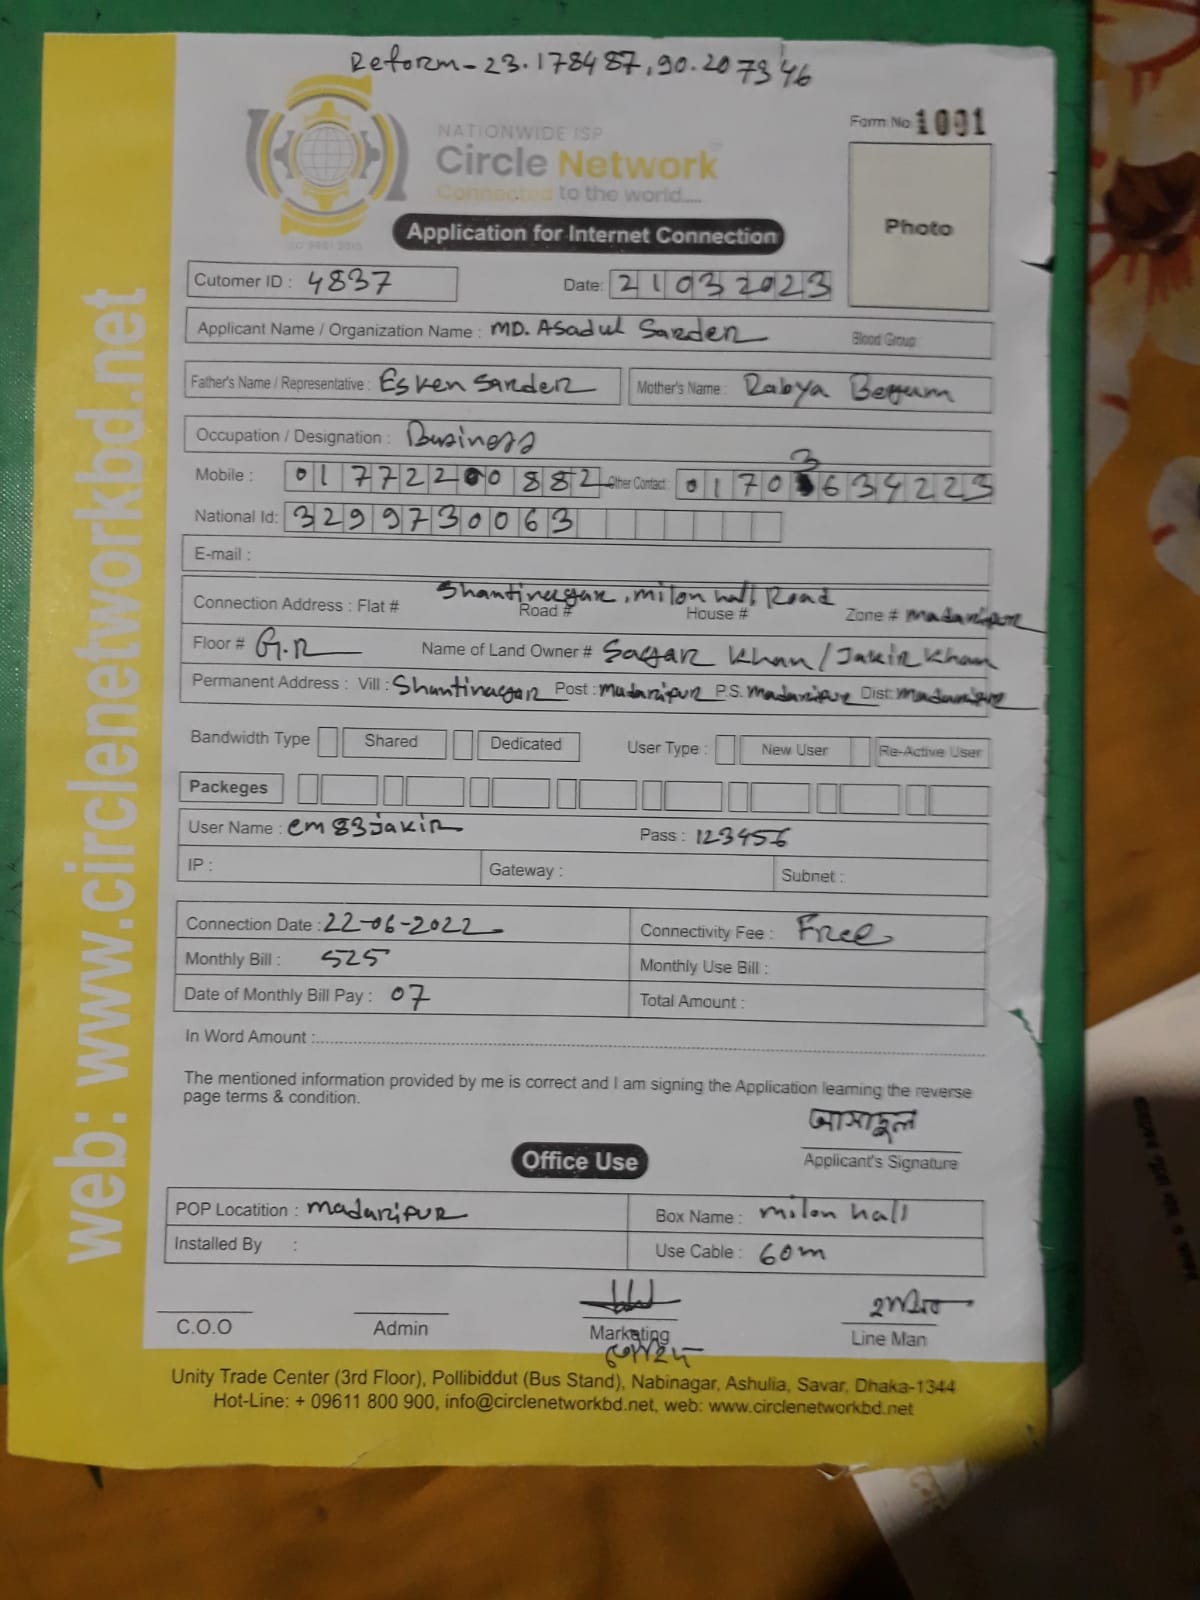 Reform-23.178487,90.207346
Form No 1001
NATIONWIDE ISP
Circle Network
Connected to the world.....
ISO 9001:2015
Photo
Application for Internet Connection
Cutomer ID : 4837 Date: 21032023
Applicant Name / Organization Name : MD. Asadul Sarder Blood Group
Father's Name / Representative : Esken Sarder Mother's Name : Rabya Begum
Occupation / Designation : Business
Mobile : 01772200882 Other Contact : 01703634223
National Id: 3299730063
E-mail :
Connection Address : Flat # Shantinagar, milon hall Road Road # House # Zone # madaripur
Floor # G.R Name of Land Owner # Sagar Khan/Jakir Khan
Permanent Address : Vill : Shantinagar Post : madaripur P.S. madaripur Dist: madaripur
Bandwidth Type Shared Dedicated User Type : New User Re-Active User
Packeges
User Name : cm83jakir Pass : 123456
IP : Gateway : Subnet :
Connection Date : 22-06-2022 Connectivity Fee : Free
Monthly Bill : 525 Monthly Use Bill :
Date of Monthly Bill Pay : 07 Total Amount :
In Word Amount :
The mentioned information provided by me is correct and I am signing the Application learning the reverse
page terms & condition.
আসাদুল
Applicant's Signature
Office Use
POP Locatition : madaripur Box Name : milon hall
Installed By : Use Cable : 60m
C.O.O Admin Marketing Line Man
Unity Trade Center (3rd Floor), Pollibiddut (Bus Stand), Nabinagar, Ashulia, Savar, Dhaka-1344
Hot-Line: + 09611 800 900, info@circlenetworkbd.net, web: www.circlenetworkbd.net
web: www.circlenetworkbd.net